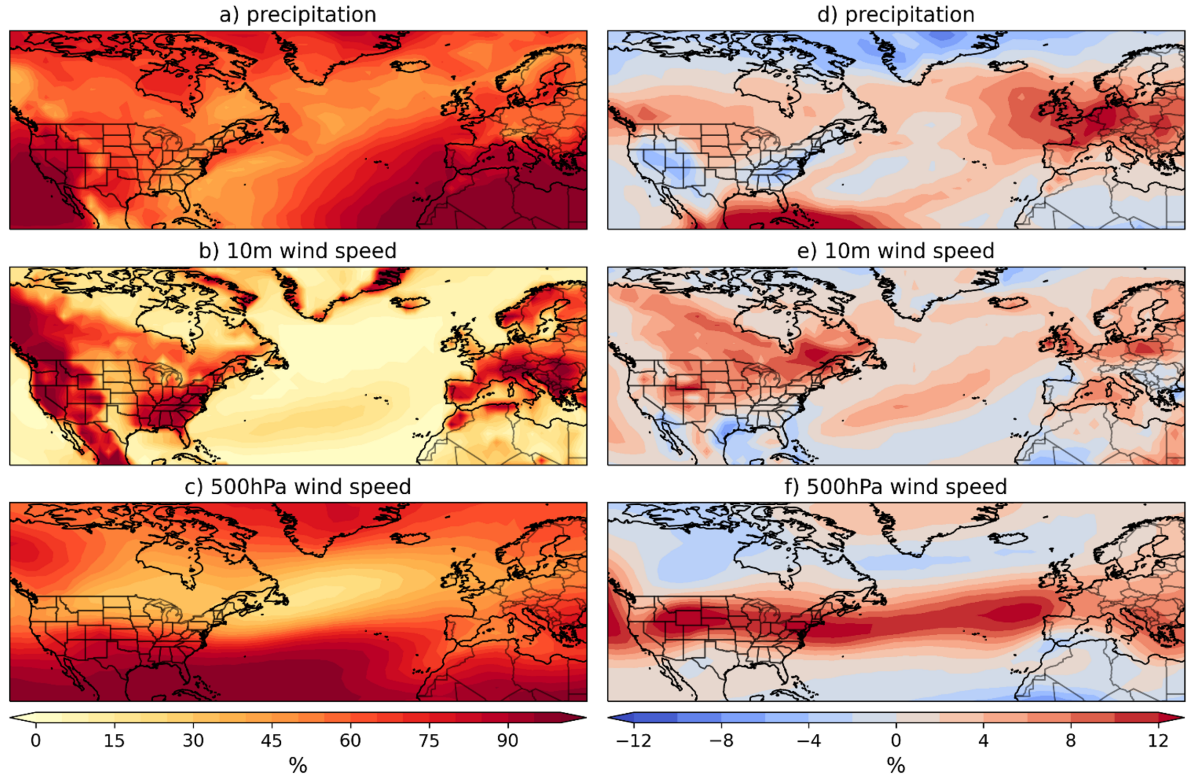 a) precipitation
d) precipitation
b) 10m wind speed
e) 10m wind speed
c) 500hPa wind speed
f) 500hPa wind speed
0 15 30 45 60 75 90
%
−12 −8 −4 0 4 8 12
%